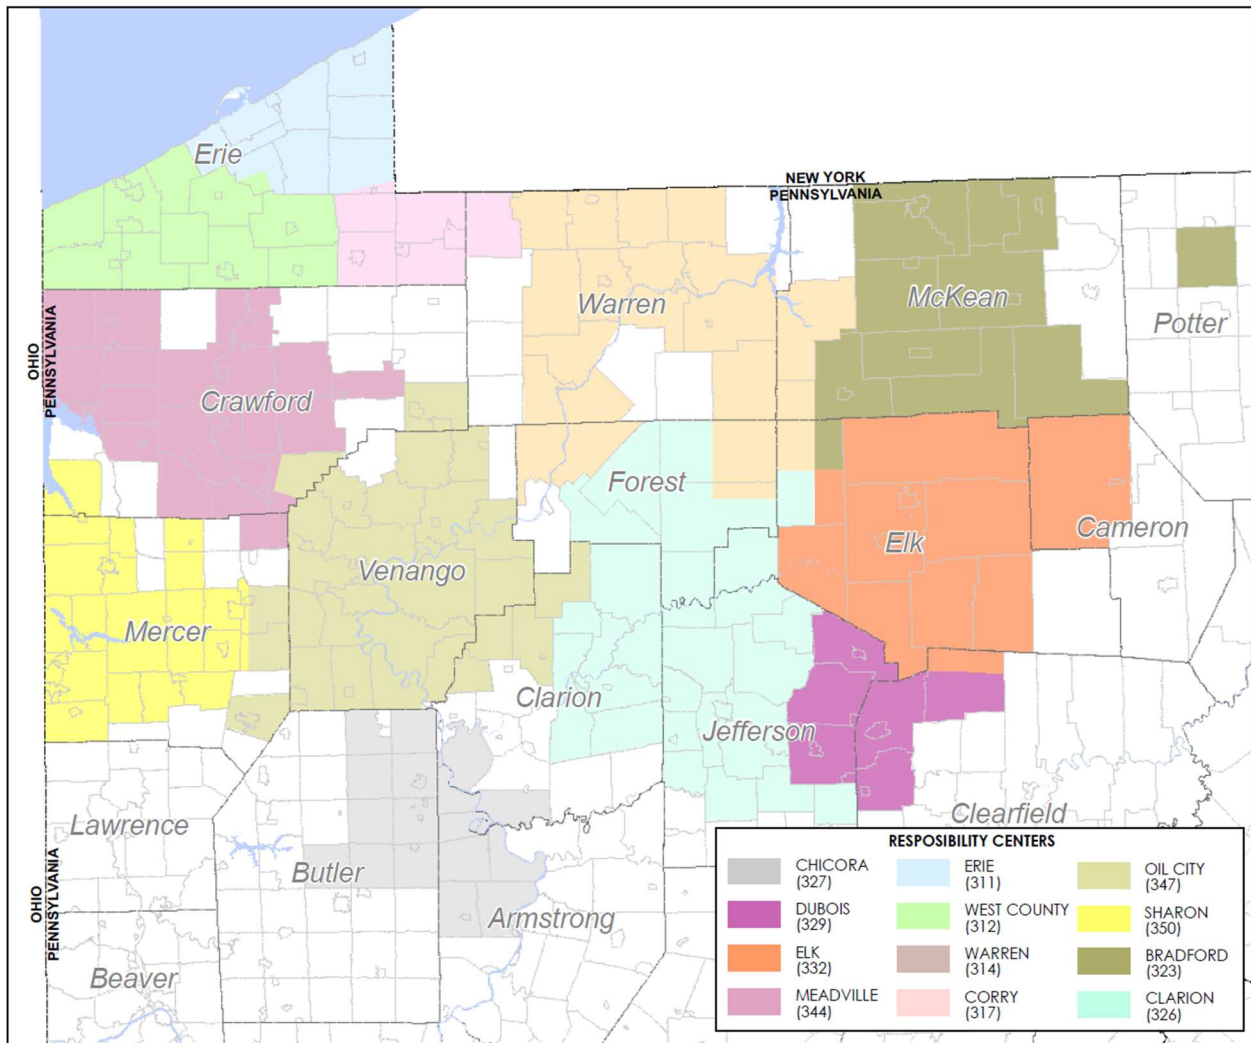 Erie
NEW YORK
PENNSYLVANIA
Warren
McKean
Potter
OHIO
PENNSYLVANIA
Crawford
Forest
Elk
Cameron
Venango
Mercer
Clarion
Jefferson
Lawrence
Clearfield
Butler
OHIO
PENNSYLVANIA
Armstrong
Beaver
RESPOSIBILITY CENTERS
CHICORA
(327)
DUBOIS
(329)
ELK
(332)
MEADVILLE
(344)
ERIE
(311)
WEST COUNTY
(312)
WARREN
(314)
CORRY
(317)
OIL CITY
(347)
SHARON
(350)
BRADFORD
(323)
CLARION
(326)